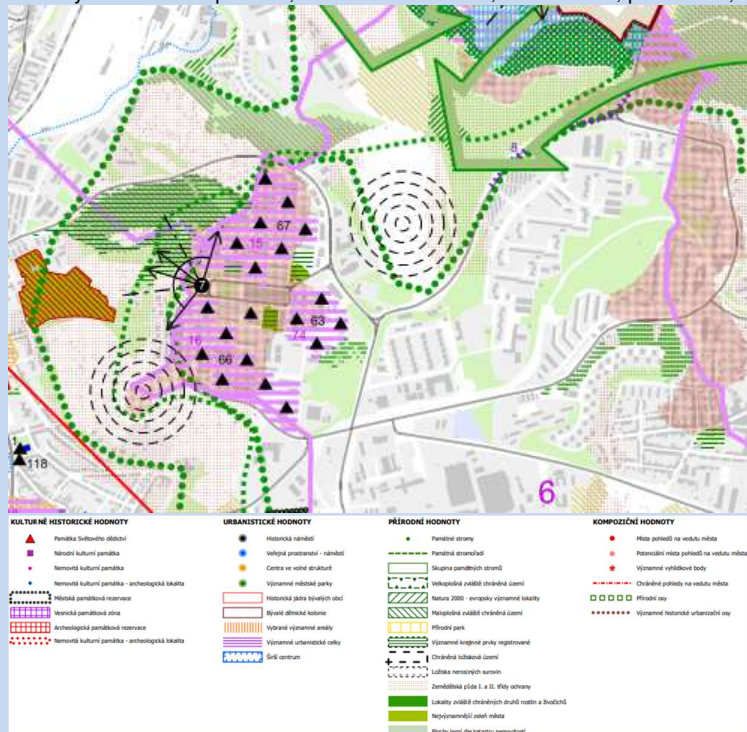 67
15
7
63
74
16
66
118
6
8
KULTURNĚ HISTORICKÉ HODNOTY
Památka Světového dědictví
Národní kulturní památka
Nemovitá kulturní památka
Nemovitá kulturní památka - archeologická lokalita
Městská památková rezervace
Vesnická památková zóna
Archeologická památková rezervace
Nemovitá kulturní památka - archeologická lokalita
URBANISTICKÉ HODNOTY
Historická náměstí
Veřejná prostranství - náměstí
Centra ve volné struktuře
Významné městské parky
Historická jádra bývalých obcí
Bývalé dělnické kolonie
Vybrané významné areály
Významné urbanistické celky
Širší centrum
PŘÍRODNÍ HODNOTY
Památné stromy
Památné stromořadí
Skupina památných stromů
Velkoplošná zvláště chráněné území
Natura 2000 - evropsky významné lokality
Maloplošná zvláště chráněné území
Přírodní park
Významné krajinné prvky registrované
Chráněná ložisková území
Ložiska nerostných surovin
Zemědělská půda I. a II. třídy ochrany
Lokality zvláště chráněných druhů rostlin a živočichů
Nejvýznamnější zeleň města
KOMPOZIČNÍ HODNOTY
Místa pohledů na vedutu města
Potenciální místa pohledů na vedutu města
Významné vyhlídkové body
Chráněné pohledy na vedutu města
Přírodní osy
Významné historické urbanizační osy